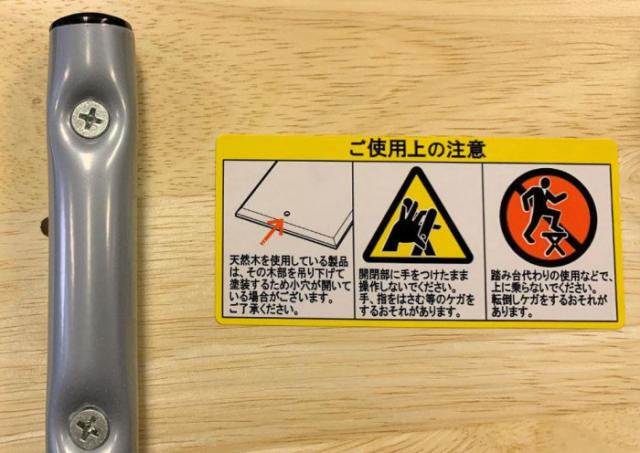 ご使用上の注意
天然木を使用している製品
は、その木部を吊り下げて
塗装するため小穴が開いて
いる場合がございます。
ご了承ください。
開閉部に手をつけたまま
操作しないでください。
手、指をはさむ等のケガを
するおそれがあります。
踏み台代わりの使用などで、
上に乗らないでください。
転倒しケガをするおそれが
あります。